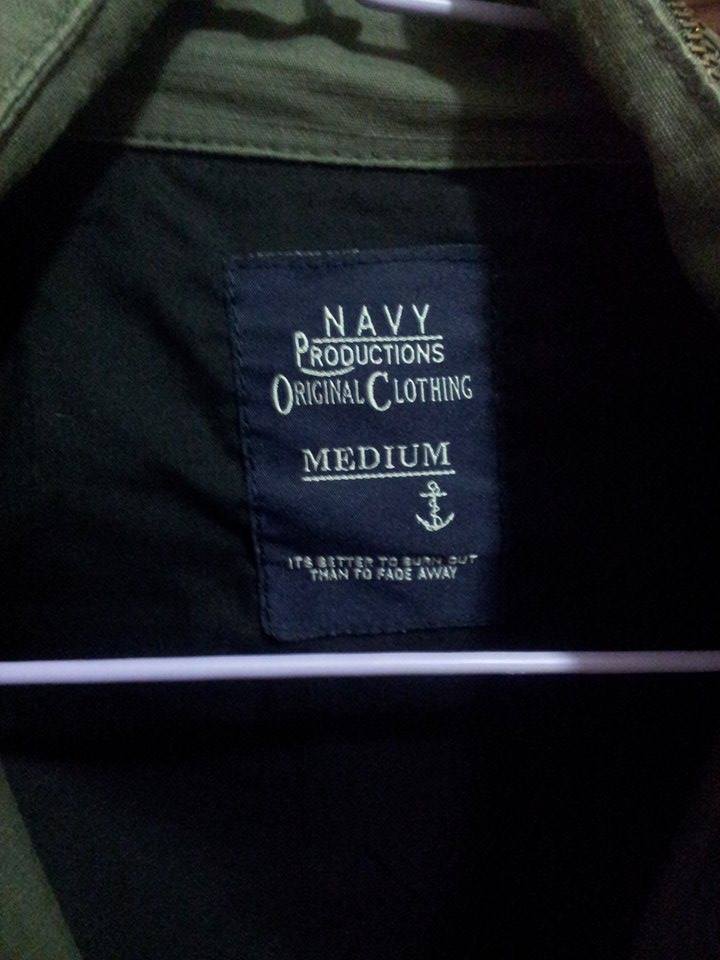 NAVY
PRODUCTIONS
ORIGINAL CLOTHING
MEDIUM
ITS BETTER TO BURN OUT
THAN TO FADE AWAY